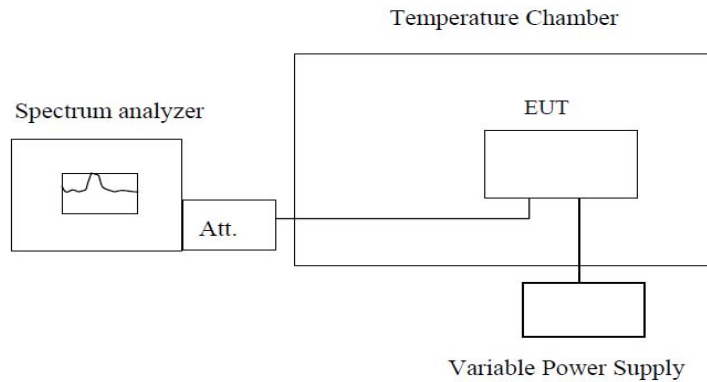 Temperature Chamber
Spectrum analyzer
EUT
Att.
Variable Power Supply